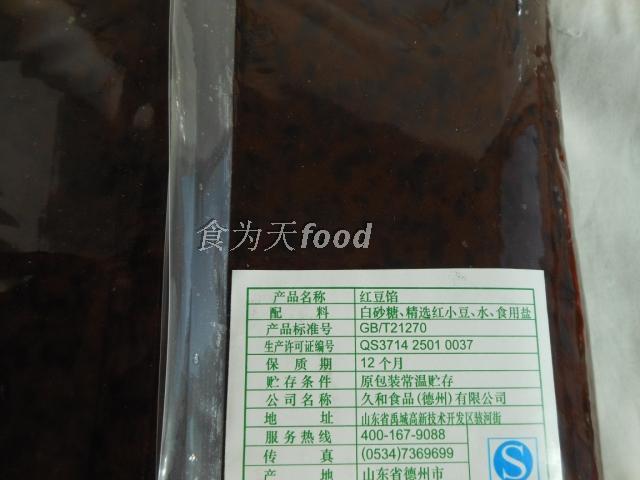 食为天food
产品名称 红豆馅
配料 白砂糖、精选红小豆、水、食用盐
产品标准号 GB/T21270
生产许可证编号 QS3714 2501 0037
保质期 12个月
贮存条件 原包装常温贮存
公司名称 久和食品(德州)有限公司
地址 山东省禹城高新技术开发区骇河街
服务热线 400-167-9088
传真 (0534)7369699
产地 山东省德州市